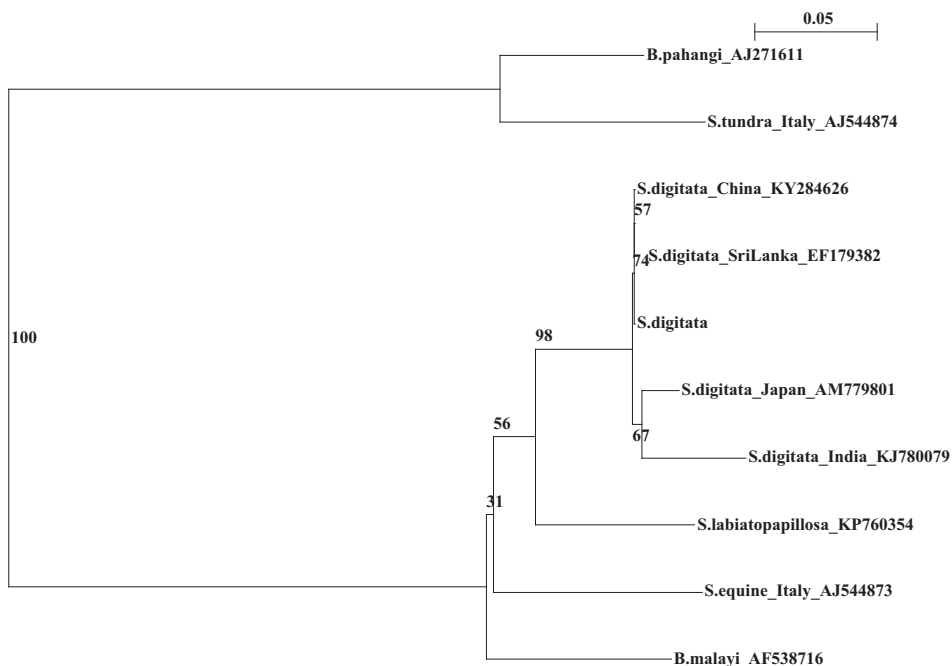 0.05
B.pahangi_AJ271611
S.tundra_Italy_AJ544874
S.digitata_China_KY284626
57
74
S.digitata_SriLanka_EF179382
S.digitata
100
98
S.digitata_Japan_AM779801
56
67
S.digitata_India_KJ780079
31
S.labiatopapillosa_KP760354
S.equine_Italy_AJ544873
B.malayi_AF538716